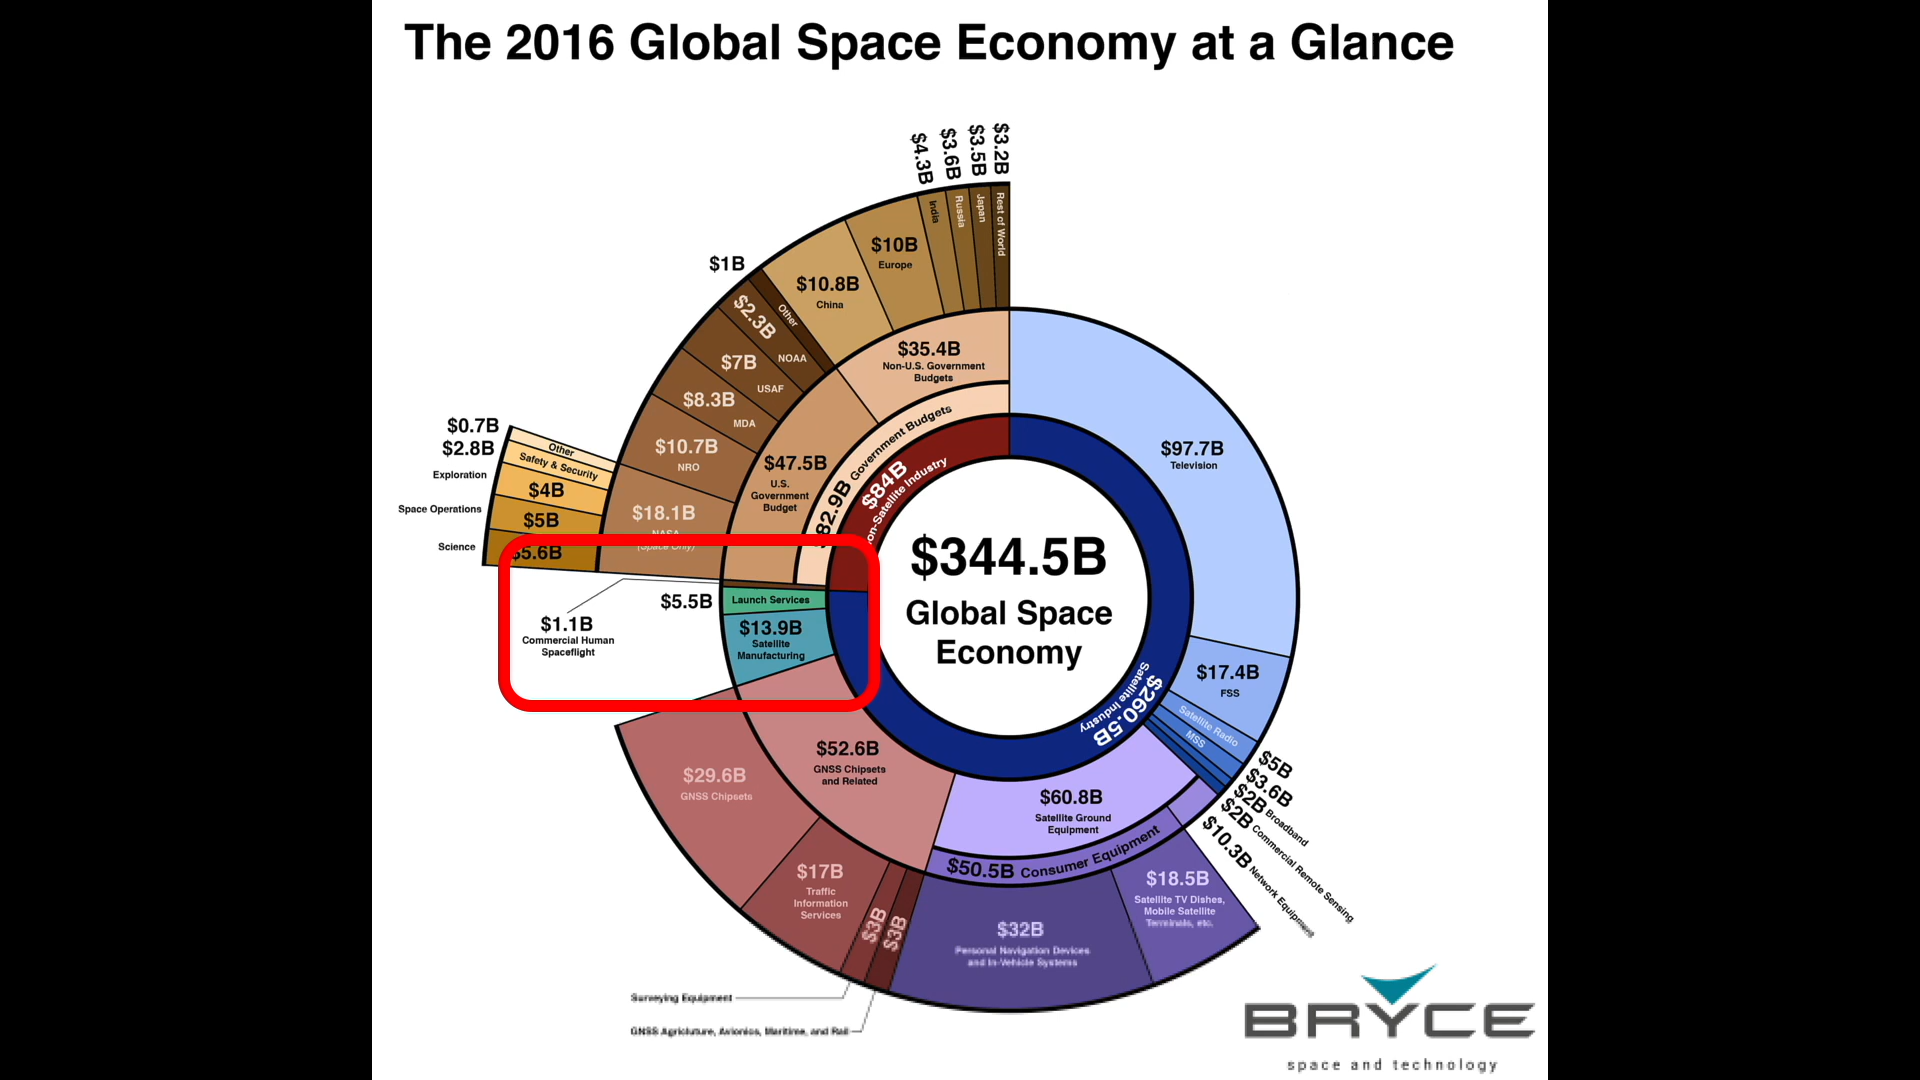 The 2016 Global Space Economy at a Glance
$4.3B
$3.6B
$3.5B
$3.2B
India
Russia
Japan
Rest of World
$10B
Europe
$10.8B
China
$1B
Other
$2.3B
NOAA
$7B
USAF
$8.3B
MDA
$10.7B
NRO
$18.1B
NASA
(Space Only)
$35.4B
Non-U.S. Government
Budgets
$47.5B
U.S.
Government
Budget
$82.9B Government Budgets
$84B
Non-Satellite Industry
$0.7B
Other
$2.8B
Safety & Security
Exploration
$4B
Space Operations
$5B
Science
$5.6B
$1.1B
Commercial Human
Spaceflight
$5.5B
Launch Services
$13.9B
Satellite
Manufacturing
$344.5B
Global Space
Economy
$97.7B
Television
$17.4B
FSS
Satellite Radio
MSS
$5B
$3.6B
$2B Broadband
$2B Commercial Remote Sensing
$10.3B Network Equipment
$260.5B
Satellite Industry
$60.8B
Satellite Ground
Equipment
$50.5B Consumer Equipment
$18.5B
Satellite TV Dishes,
Mobile Satellite
Terminals, etc.
$32B
Personal Navigation Devices
and In-Vehicle Systems
$52.6B
GNSS Chipsets
and Related
$29.6B
GNSS Chipsets
$17B
Traffic
Information
Services
$3B
$3B
Surveying Equipment
GNSS Agriculture, Avionics, Maritime, and Rail
BRYCE
space and technology